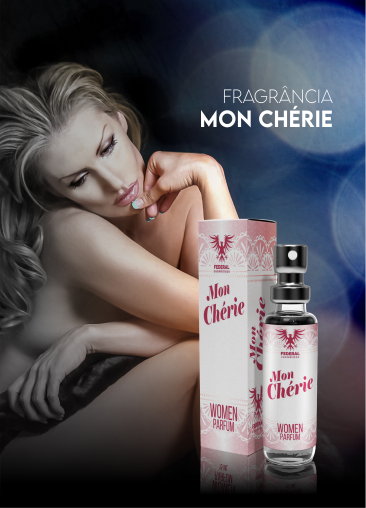 FRAGRÂNCIA
MON CHÉRIE
FEDERAL
Mon
Chérie
WOMEN
PARFUM
FEDERAL
Mon
Chérie
WOMEN
PARFUM